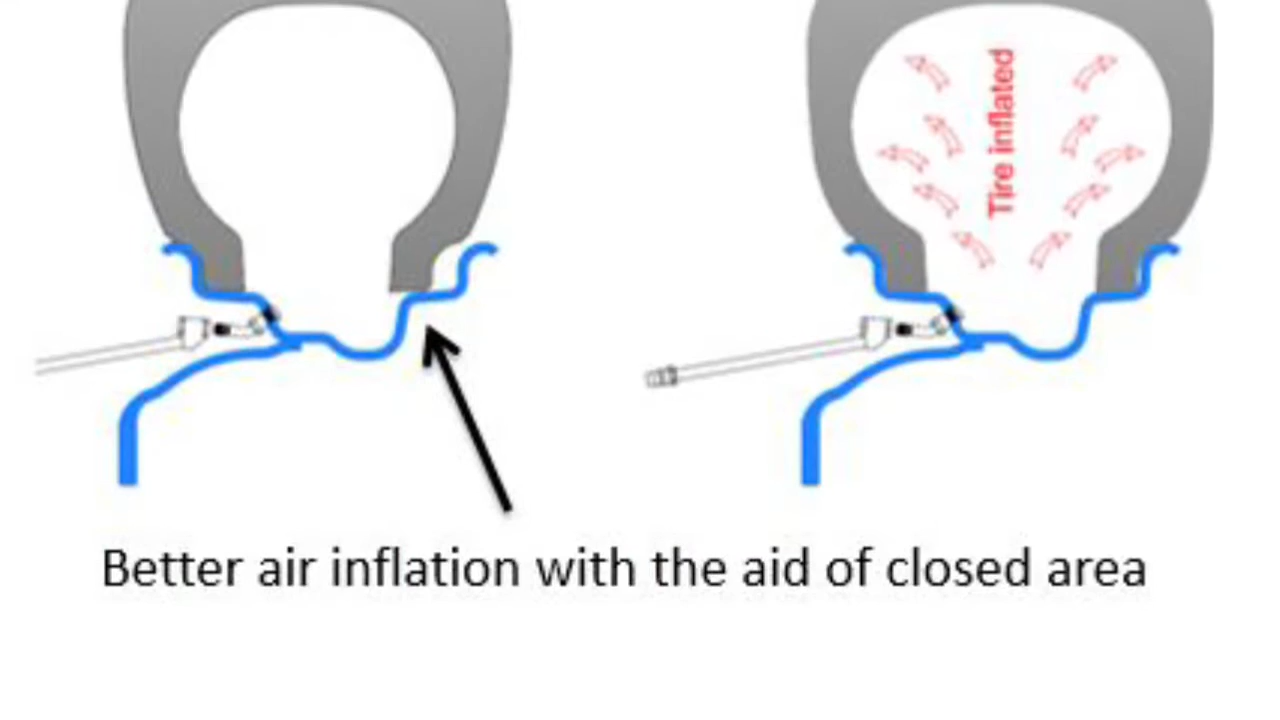 Tire inflated
Better air inflation with the aid of closed area